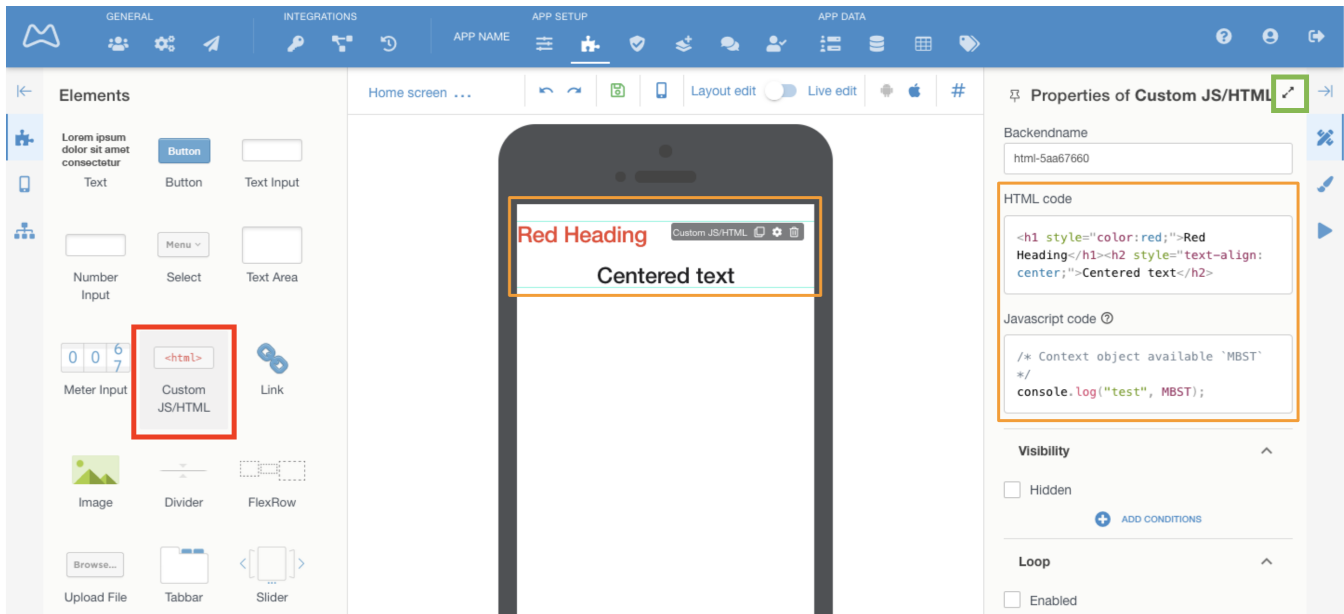 GENERAL
INTEGRATIONS
APP SETUP
APP DATA
APP NAME
Elements
Lorem ipsum
dolor sit amet
consectetur
Text
Button
Button
Text Input
Number
Input
Menu
Select
Text Area
0 0 6
7
Meter Input
<html>
Custom
JS/HTML
Link
Image
Divider
FlexRow
Browse...
Upload File
Tabbar
Slider
Home screen ...
Layout edit
Live edit
#
Red Heading
Custom JS/HTML
Centered text
Properties of Custom JS/HTML
Backendname
html-5aa67660
HTML code
<h1 style="color:red;">Red
Heading</h1><h2 style="text-align:
center;">Centered text</h2>
Javascript code
/* Context object available `MBST`
*/
console.log("test", MBST);
Visibility
Hidden
ADD CONDITIONS
Loop
Enabled